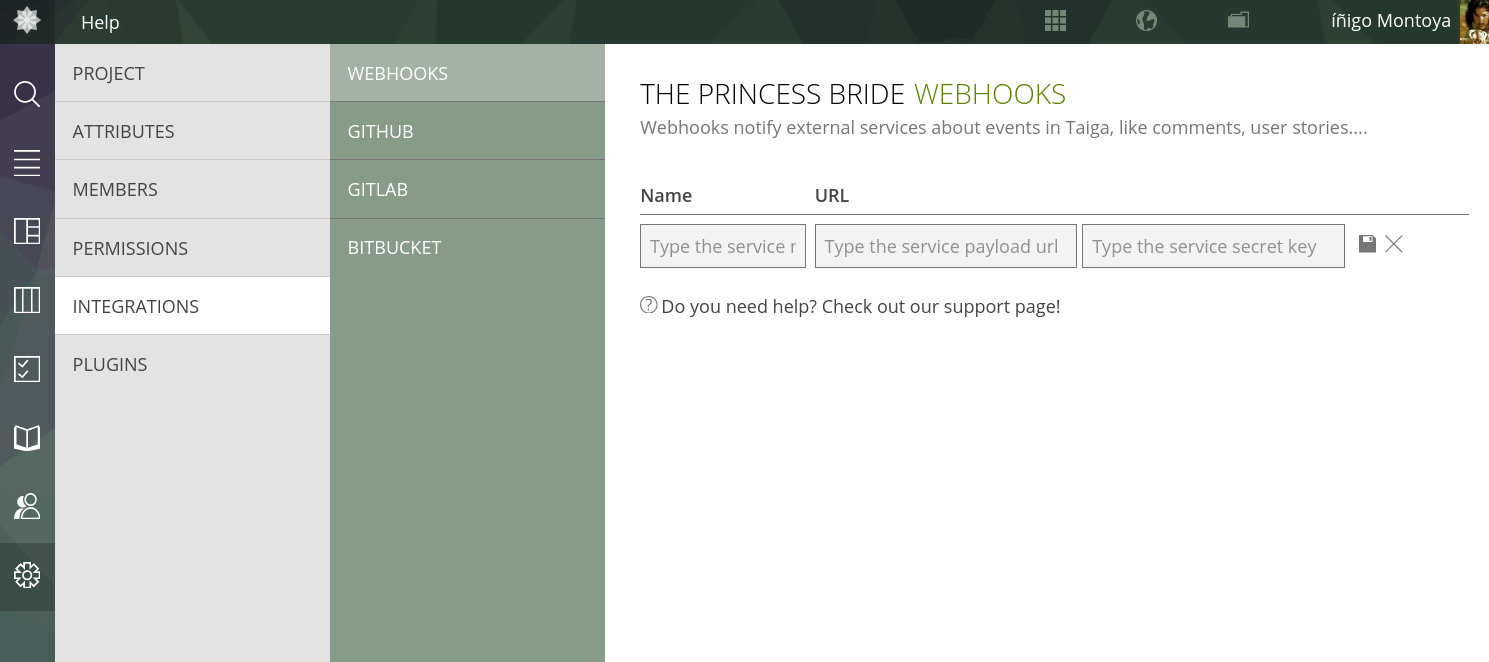 Help
íñigo Montoya
PROJECT
ATTRIBUTES
MEMBERS
PERMISSIONS
INTEGRATIONS
PLUGINS
WEBHOOKS
GITHUB
GITLAB
BITBUCKET
THE PRINCESS BRIDE WEBHOOKS
Webhooks notify external services about events in Taiga, like comments, user stories....
Name URL
Type the service r Type the service payload url Type the service secret key
Do you need help? Check out our support page!